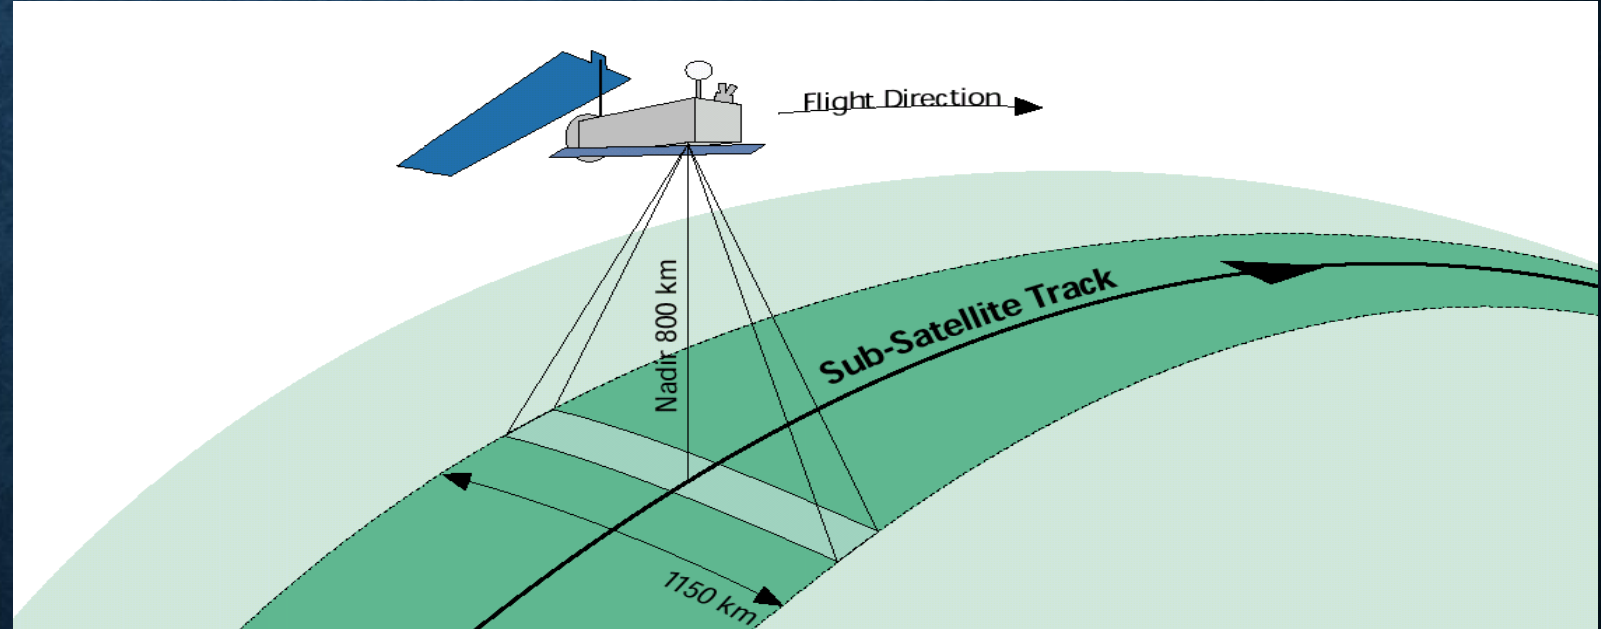 Flight Direction
Nadir 800 km
Sub-Satellite Track
1150 km